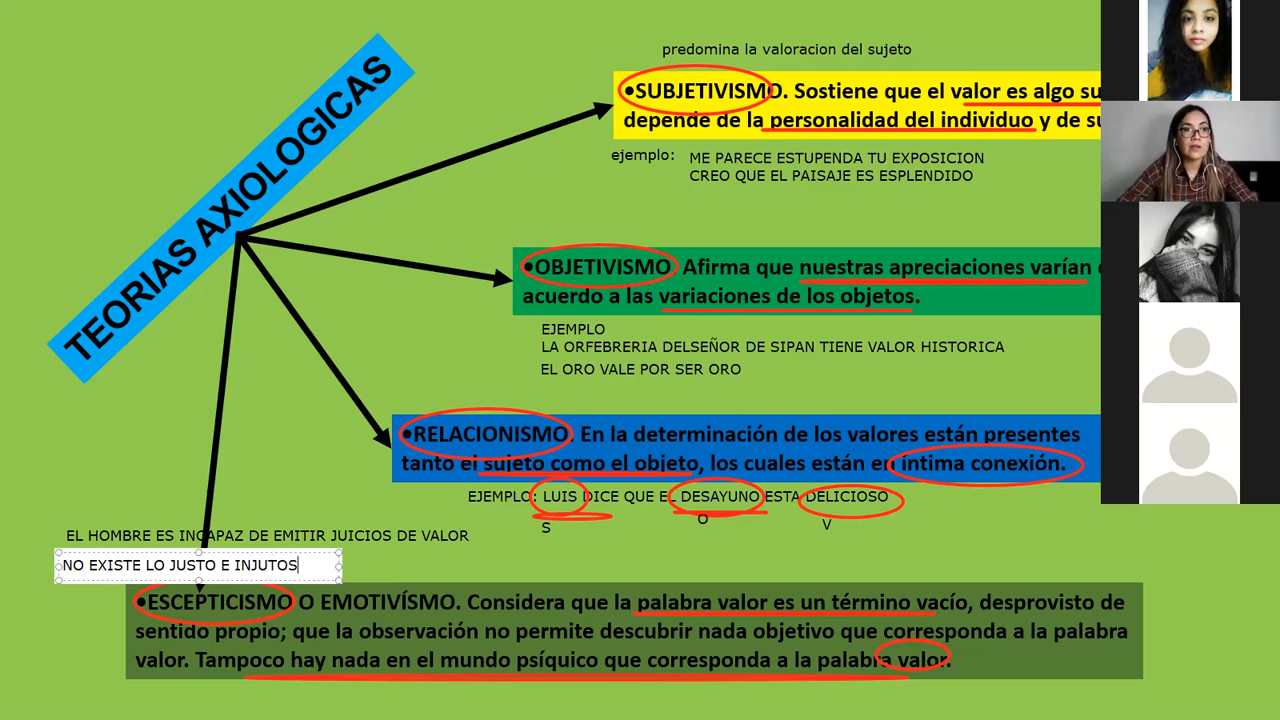 TEORIAS AXIOLOGICAS
predomina la valoracion del sujeto
•SUBJETIVISMO. Sostiene que el valor es algo su
depende de la personalidad del individuo y de su
ejemplo: ME PARECE ESTUPENDA TU EXPOSICION
CREO QUE EL PAISAJE ES ESPLENDIDO
•OBJETIVISMO. Afirma que nuestras apreciaciones varían
acuerdo a las variaciones de los objetos.
EJEMPLO
LA ORFEBRERIA DELSEÑOR DE SIPAN TIENE VALOR HISTORICA
EL ORO VALE POR SER ORO
•RELACIONISMO. En la determinación de los valores están presentes
tanto el sujeto como el objeto, los cuales están en íntima conexión.
EJEMPLO: LUIS DICE QUE EL DESAYUNO ESTA DELICIOSO
S O V
EL HOMBRE ES INCAPAZ DE EMITIR JUICIOS DE VALOR
NO EXISTE LO JUSTO E INJUTOS
•ESCEPTICISMO O EMOTIVÍSMO. Considera que la palabra valor es un término vacío, desprovisto de
sentido propio; que la observación no permite descubrir nada objetivo que corresponda a la palabra
valor. Tampoco hay nada en el mundo psíquico que corresponda a la palabra valor.